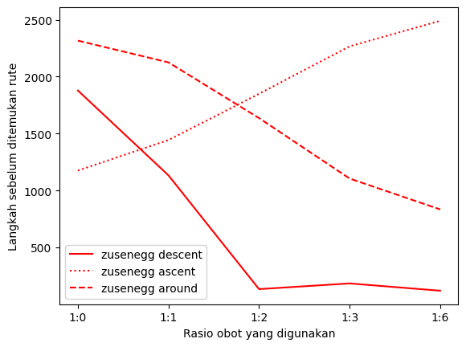 2500
2000
1500
1000
500
Langkah sebelum ditemukan rute
zusenegg descent
zusenegg ascent
zusenegg around
1:0 1:1 1:2 1:3 1:6
Rasio obot yang digunakan